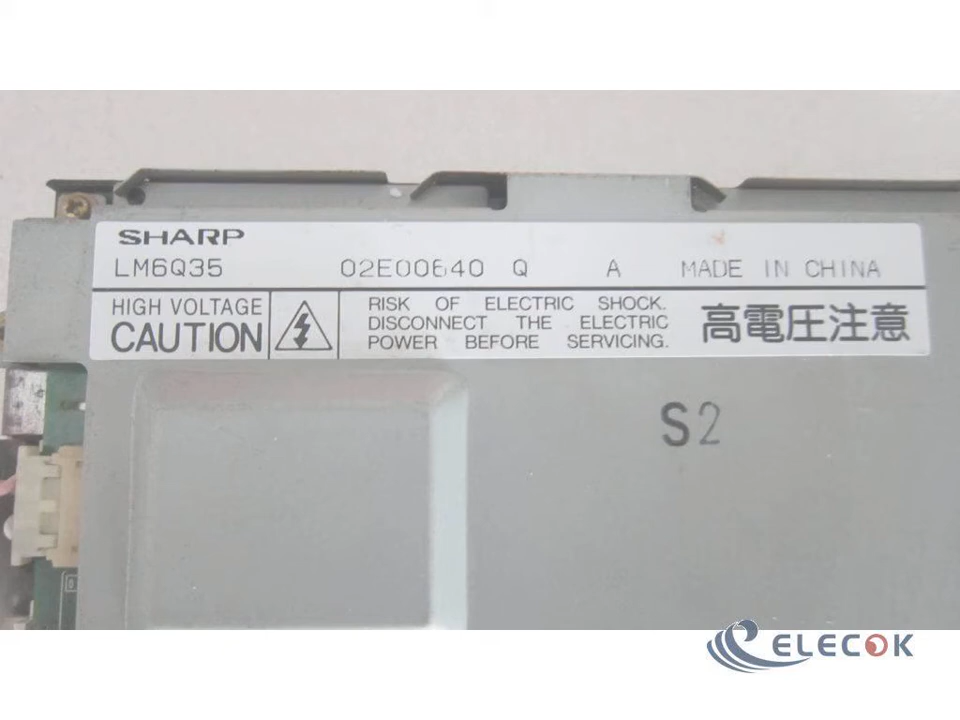 SHARP
LM6Q35 02E00640 Q A MADE IN CHINA
HIGH VOLTAGE
CAUTION
RISK OF ELECTRIC SHOCK.
DISCONNECT THE ELECTRIC
POWER BEFORE SERVICING.
高電圧注意
S2
ELECOK